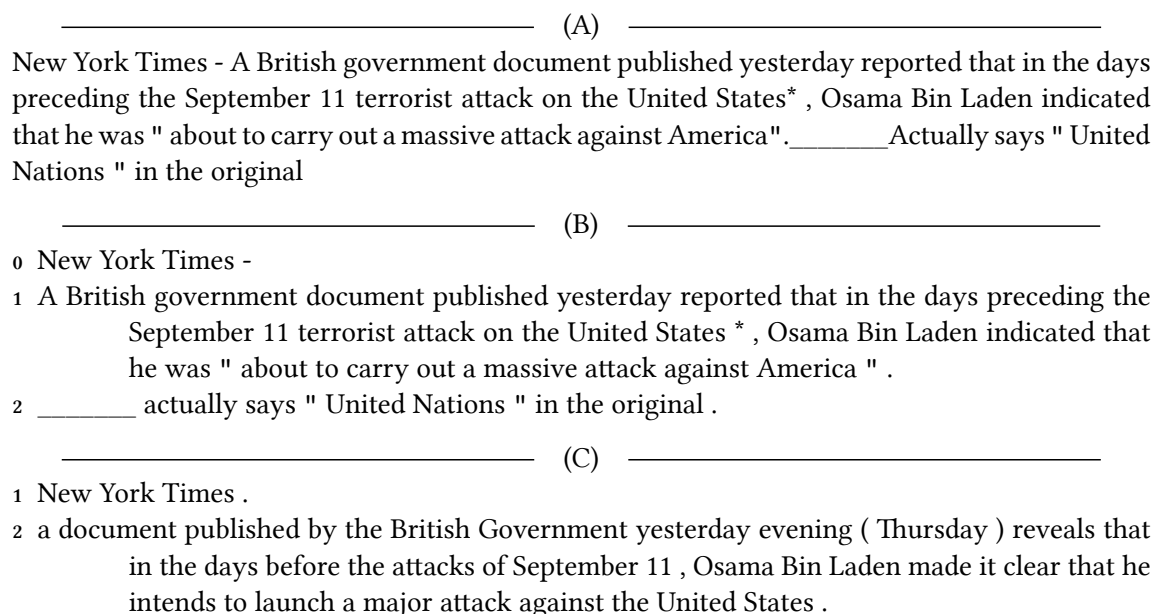 (A)
New York Times - A British government document published yesterday reported that in the days
preceding the September 11 terrorist attack on the United States* , Osama Bin Laden indicated
that he was " about to carry out a massive attack against America"._______Actually says " United
Nations " in the original
(B)
0 New York Times -
1 A British government document published yesterday reported that in the days preceding the
September 11 terrorist attack on the United States * , Osama Bin Laden indicated that
he was " about to carry out a massive attack against America " .
2 _______ actually says " United Nations " in the original .
(C)
1 New York Times .
2 a document published by the British Government yesterday evening ( Thursday ) reveals that
in the days before the attacks of September 11 , Osama Bin Laden made it clear that he
intends to launch a major attack against the United States .